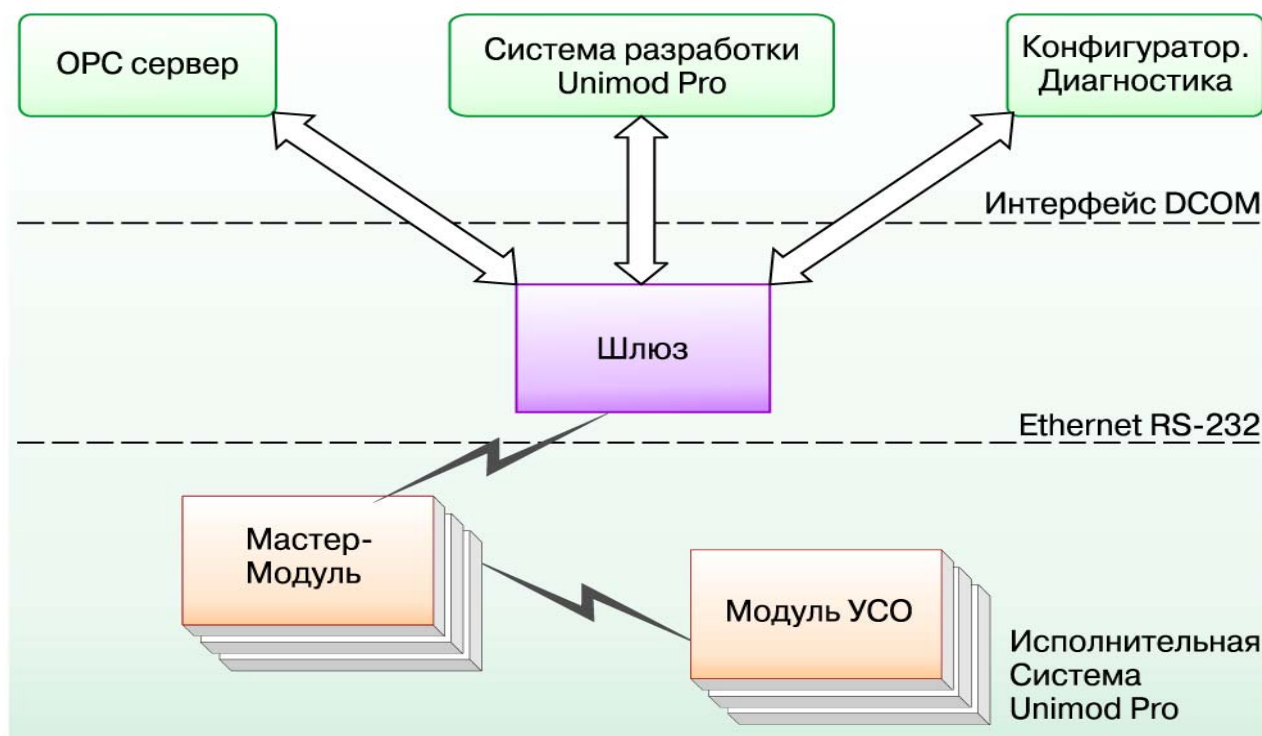 ОРС сервер
Система разработки
Unimod Pro
Конфигуратор.
Диагностика
Интерфейс DCOM
Шлюз
Ethernet RS-232
Мастер-
Модуль
Модуль УСО
Исполнительная
Система
Unimod Pro